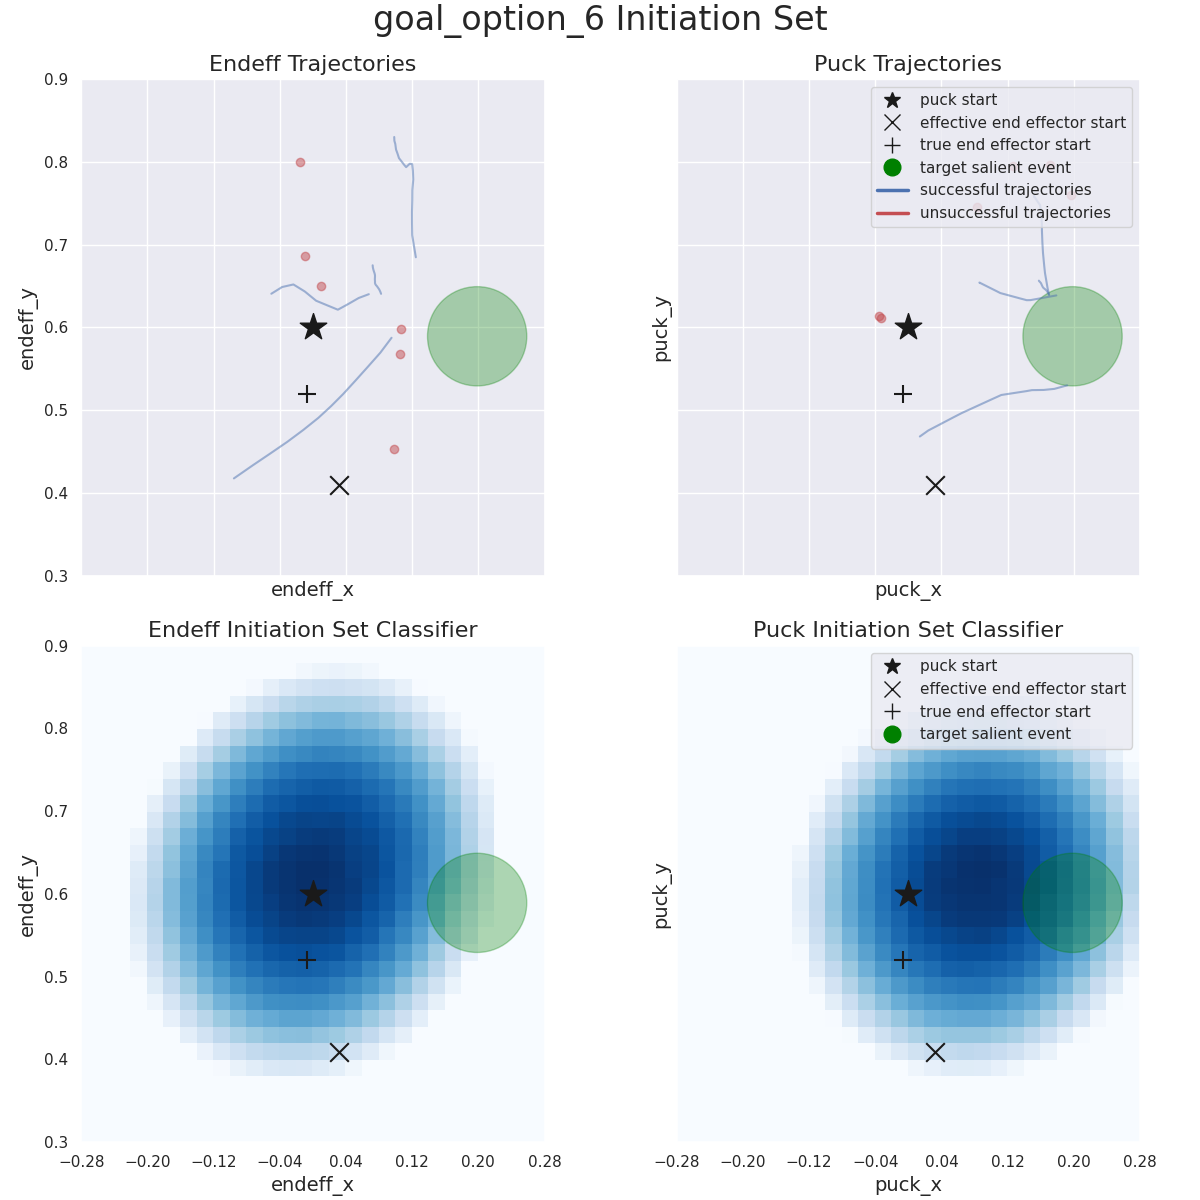 goal_option_6 Initiation Set
Endeff Trajectories
0.9
0.8
0.7
0.6
0.5
0.4
0.3
endeff_y
endeff_x
Puck Trajectories
puck start
effective end effector start
true end effector start
target salient event
successful trajectories
unsuccessful trajectories
puck_y
puck_x
Endeff Initiation Set Classifier
0.9
0.8
0.7
0.6
0.5
0.4
0.3
endeff_y
−0.28 −0.20 −0.12 −0.04 0.04 0.12 0.20 0.28
endeff_x
Puck Initiation Set Classifier
puck start
effective end effector start
true end effector start
target salient event
puck_y
−0.28 −0.20 −0.12 −0.04 0.04 0.12 0.20 0.28
puck_x